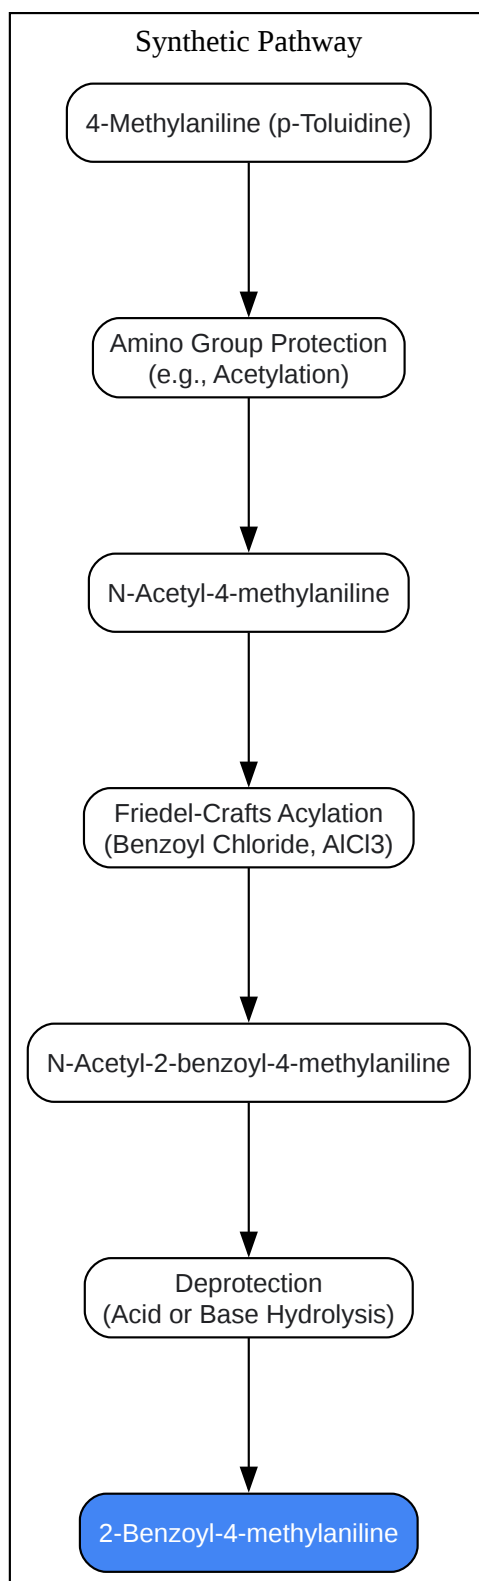 Synthetic Pathway
4-Methylaniline (p-Toluidine)
Amino Group Protection
(e.g., Acetylation)
N-Acetyl-4-methylaniline
Friedel-Crafts Acylation
(Benzoyl Chloride, AlCl3)
N-Acetyl-2-benzoyl-4-methylaniline
Deprotection
(Acid or Base Hydrolysis)
2-Benzoyl-4-methylaniline